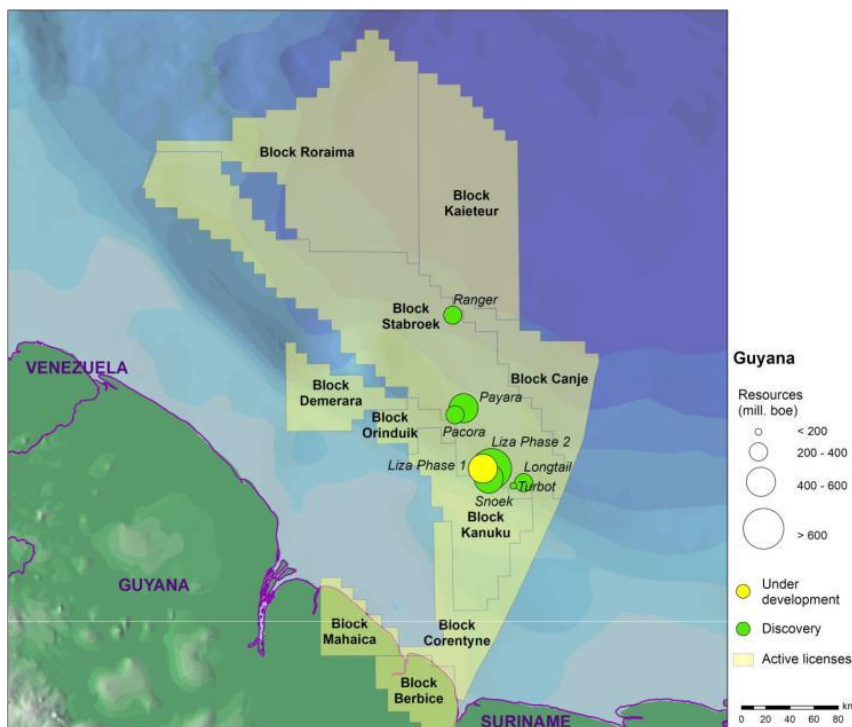 Block Roraima
Block
Kaieteur
Ranger
Block
Stabroek
VENEZUELA
Block
Demerara
Block Canje
Block
Orinduik
Payara
Pacora
Liza Phase 2
Liza Phase 1
Longtail
Turbot
Snoek
Block
Kanuku
GUYANA
Block
Mahaica
Block
Corentyne
Block
Berbice
SURINAME
Guyana
Resources
(mill. boe)
< 200
200 - 400
400 - 600
> 600
Under
development
Discovery
Active licenses
0 10 20 40 60 80 km